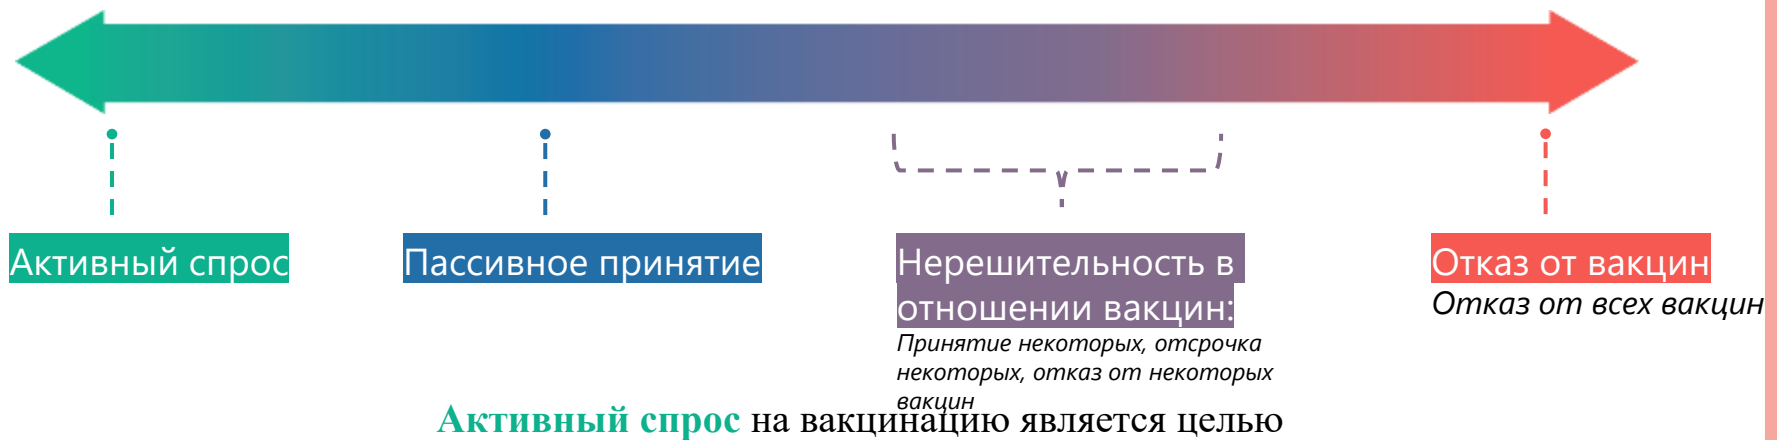 Активный спрос
Пассивное принятие
Нерешительность в
отношении вакцин:
Принятие некоторых, отсрочка
некоторых, отказ от некоторых
вакцин
Отказ от вакцин
Отказ от всех вакцин
Активный спрос на вакцинацию является целью